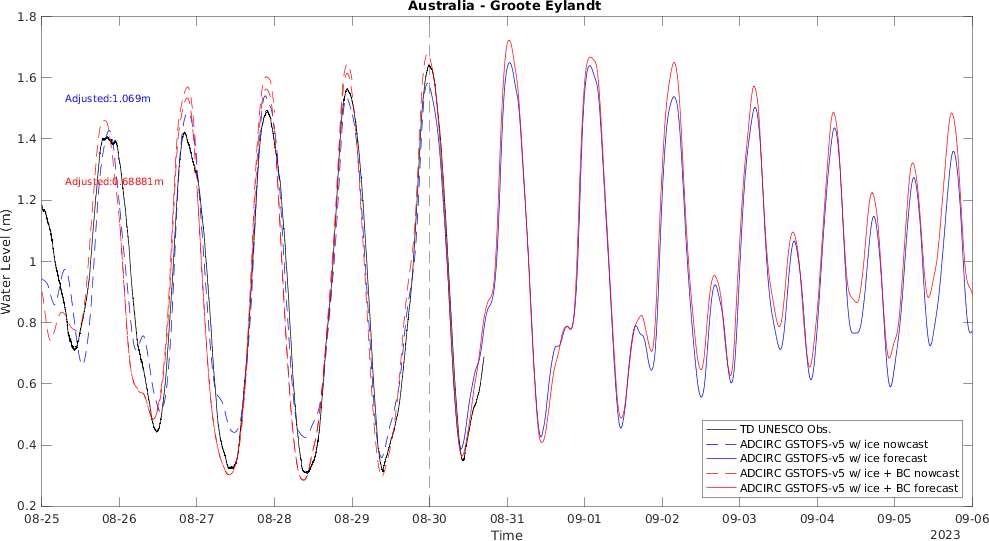 Australia - Groote Eylandt
1.8
1.6
1.4
1.2
1
0.8
0.6
0.4
0.2
Water Level (m)
Adjusted:1.069m
Adjusted:0.68881m
TD UNESCO Obs.
ADCIRC GSTOFS-v5 w/ ice nowcast
ADCIRC GSTOFS-v5 w/ ice forecast
ADCIRC GSTOFS-v5 w/ ice + BC nowcast
ADCIRC GSTOFS-v5 w/ ice + BC forecast
08-25 08-26 08-27 08-28 08-29 08-30 08-31 09-01 09-02 09-03 09-04 09-05 09-06
Time
2023